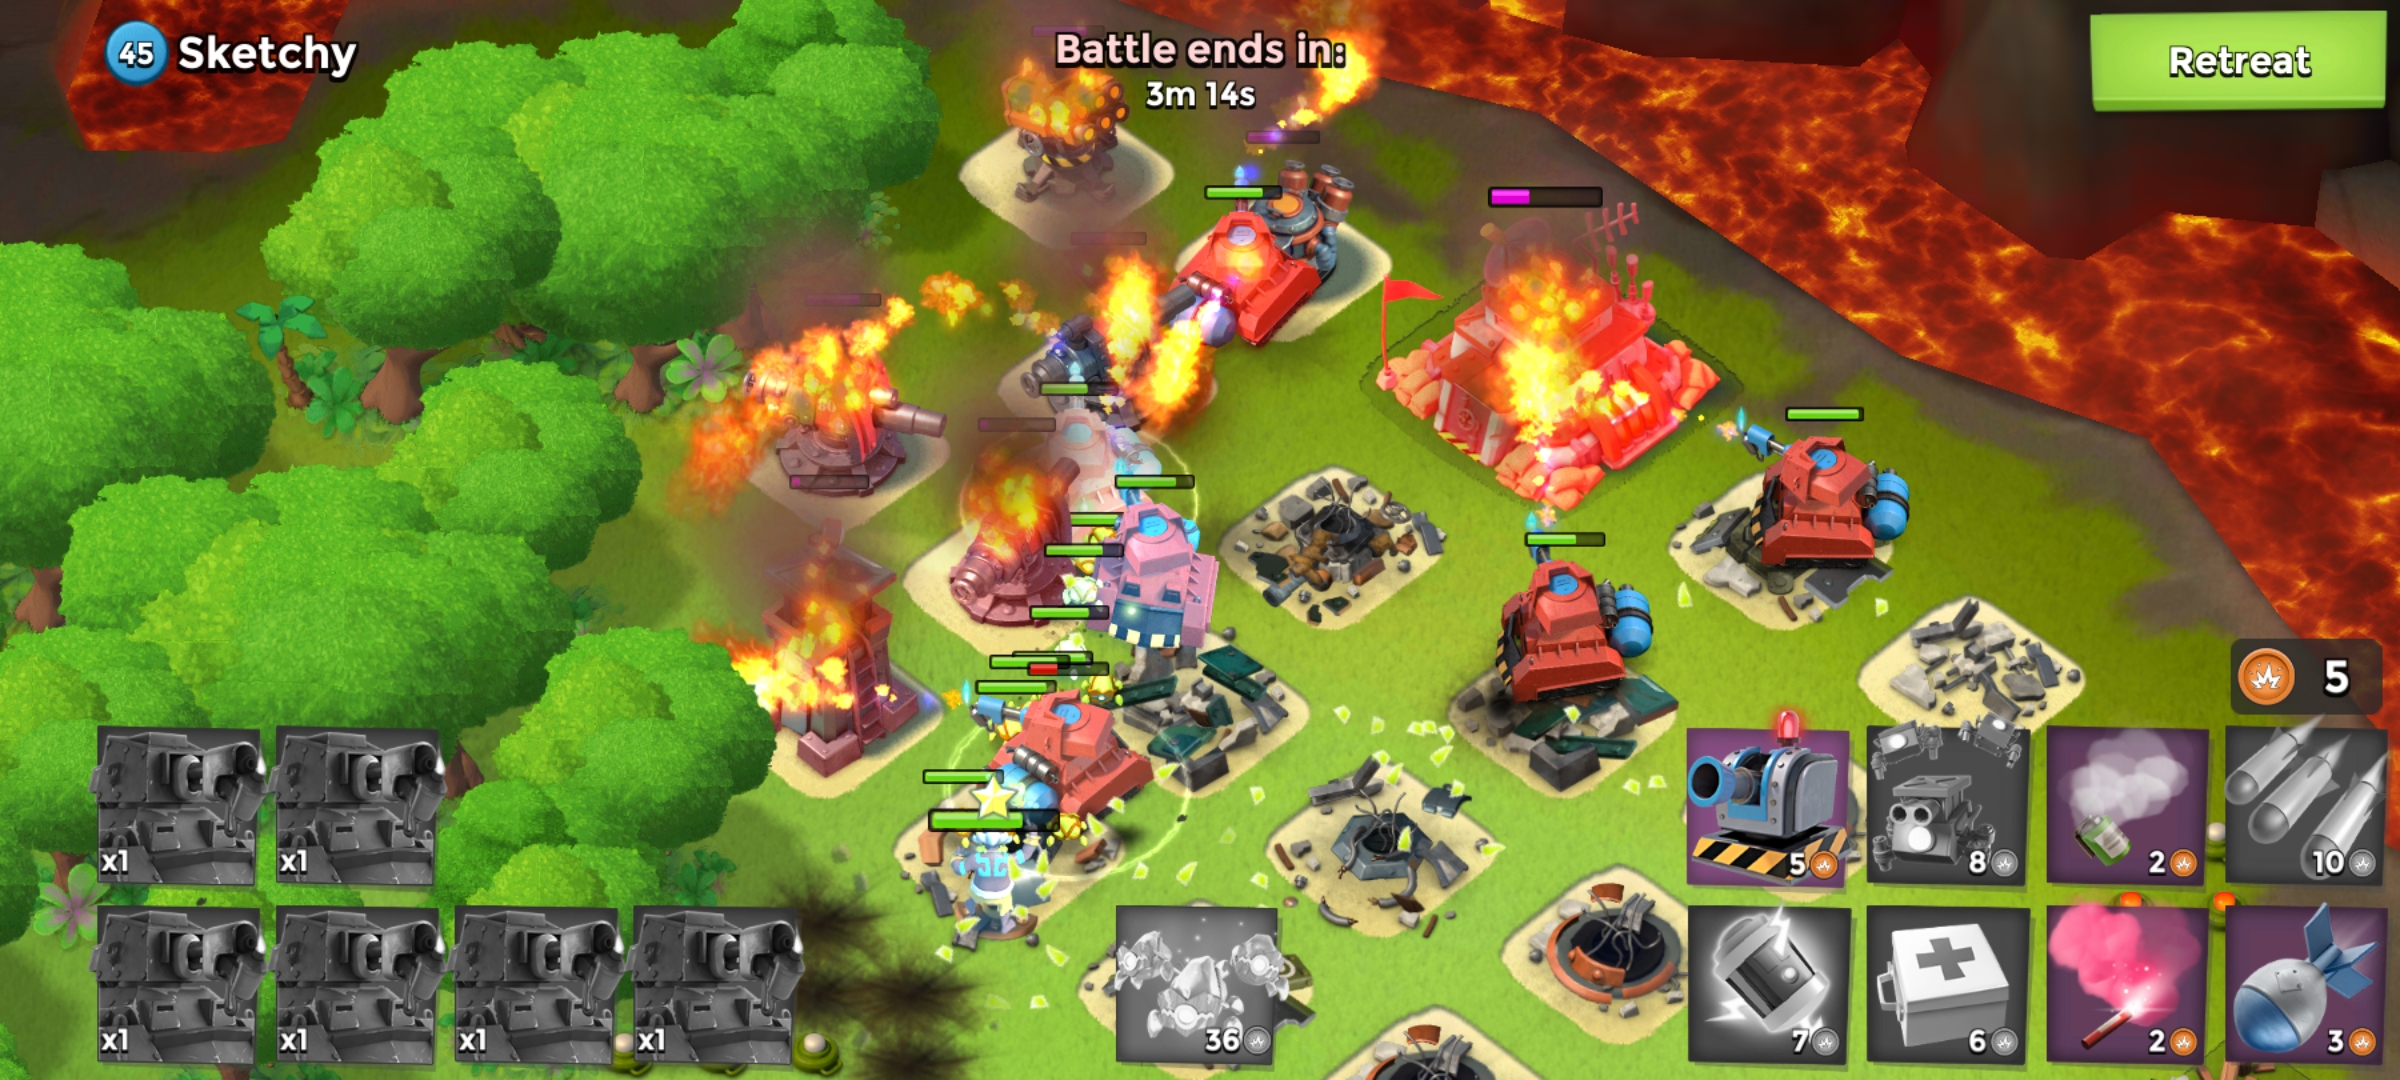 45 Sketchy
Battle ends in:
3m 14s
Retreat
5
x1 x1
5 8 2 10
x1 x1 x1 x1
36 7 6 2 3